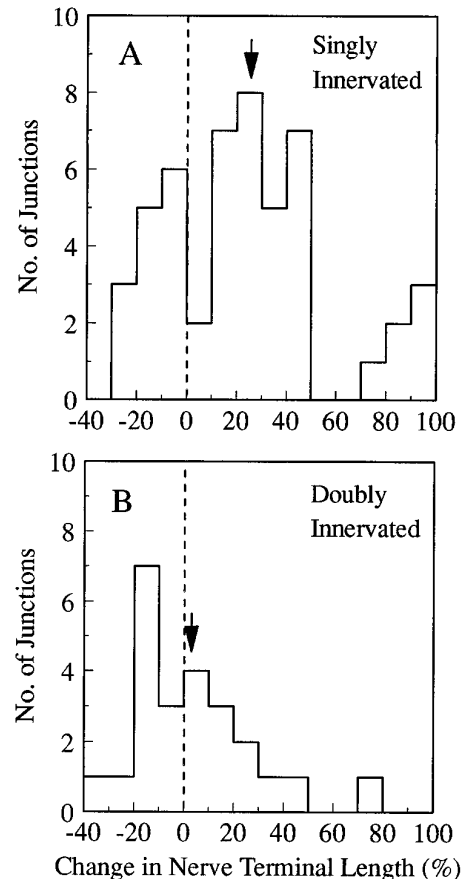 10
A
Singly
Innervated
8
6
4
2
0
No. of Junctions
-40 -20 0 20 40 60 80 100
10
B
Doubly
Innervated
8
6
4
2
0
No. of Junctions
-40 -20 0 20 40 60 80 100
Change in Nerve Terminal Length (%)